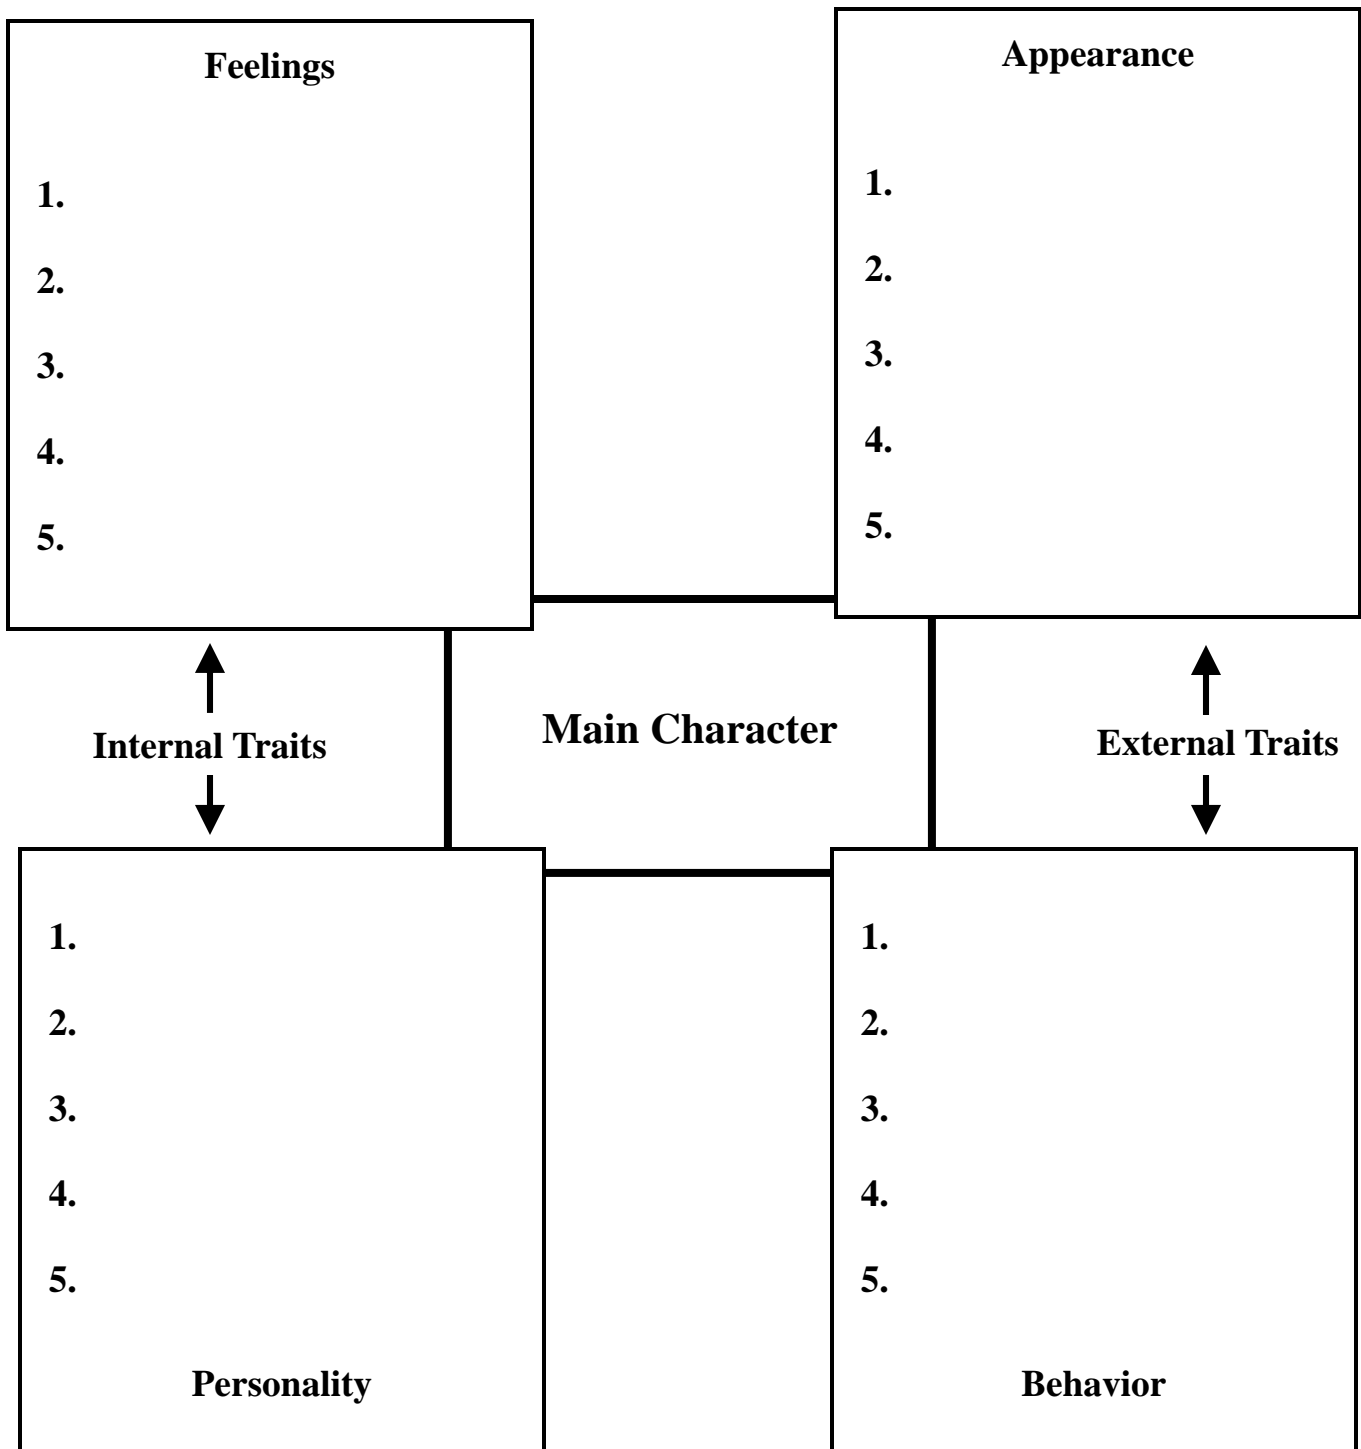 Feelings
1.
2.
3.
4.
5.
Appearance
1.
2.
3.
4.
5.
Internal Traits
Main Character
External Traits
1.
2.
3.
4.
5.
Personality
1.
2.
3.
4.
5.
Behavior